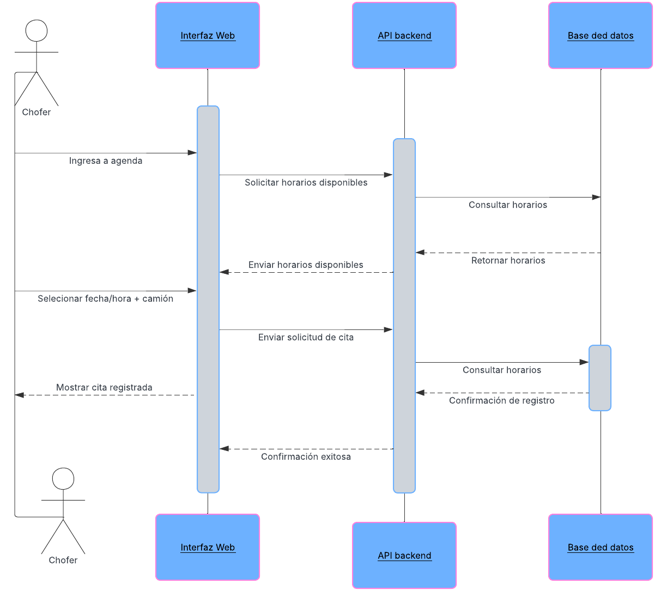 Interfaz Web
API backend
Base ded datos
Chofer
Ingresa a agenda
Solicitar horarios disponibles
Consultar horarios
Retornar horarios
Enviar horarios disponibles
Selecionar fecha/hora + camión
Enviar solicitud de cita
Consultar horarios
Mostrar cita registrada
Confirmación de registro
Confirmación exitosa
Interfaz Web
API backend
Base ded datos
Chofer